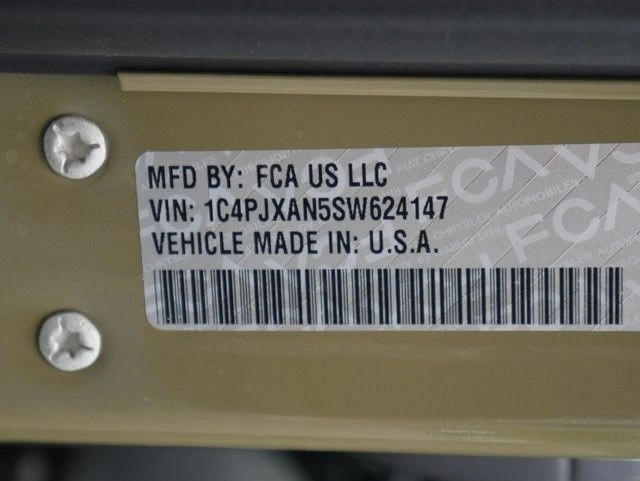 MFD BY: FCA US LLC
VIN: 1C4PJXAN5SW624147
VEHICLE MADE IN: U.S.A.